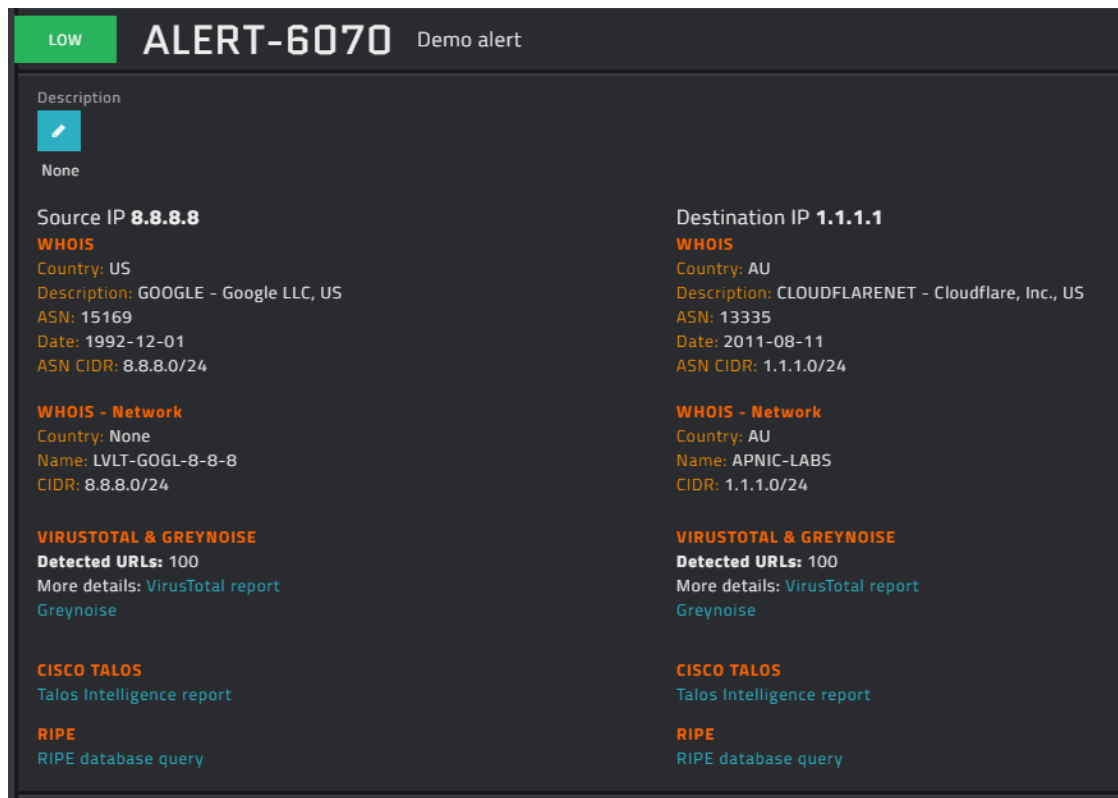 LOW ALERT-6070 Demo alert
Description
None
Source IP 8.8.8.8
WHOIS
Country: US
Description: GOOGLE - Google LLC, US
ASN: 15169
Date: 1992-12-01
ASN CIDR: 8.8.8.0/24
WHOIS - Network
Country: None
Name: LVLT-GOGL-8-8-8
CIDR: 8.8.8.0/24
VIRUSTOTAL & GREYNOISE
Detected URLs: 100
More details: VirusTotal report
Greynoise
CISCO TALOS
Talos Intelligence report
RIPE
RIPE database query
Destination IP 1.1.1.1
WHOIS
Country: AU
Description: CLOUDFLARENET - Cloudflare, Inc., US
ASN: 13335
Date: 2011-08-11
ASN CIDR: 1.1.1.0/24
WHOIS - Network
Country: AU
Name: APNIC-LABS
CIDR: 1.1.1.0/24
VIRUSTOTAL & GREYNOISE
Detected URLs: 100
More details: VirusTotal report
Greynoise
CISCO TALOS
Talos Intelligence report
RIPE
RIPE database query